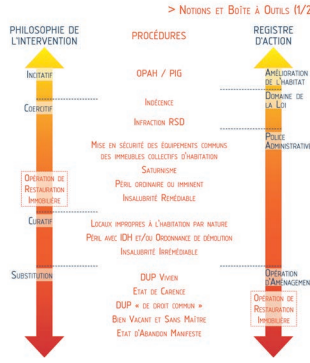 > Notions et Boîte à Outils (1/2
PHILOSOPHIE DE
L'INTERVENTION
PROCÉDURES
REGISTRE
D'ACTION
Incitatif
OPAH / PIG
Amélioration
de l'habitat
Domaine de
la Loi
Coercitif
Indécence
Infraction RSD
Police
Administrative
Mise en sécurité des équipements communs
des immeubles collectifs d'habitation
Saturnisme
Péril ordinaire ou imminent
Insalubrité Remédiable
Opération de
Restauration
Immobilière
Curatif
Locaux impropres à l'habitation par nature
Péril avec IDH et/ou Ordonnance de démolition
Insalubrité Irrémédiable
Substitution
DUP Vivien
Etat de Carence
DUP « de droit commun »
Bien Vacant et Sans Maître
Etat d'Abandon Manifeste
Opération
d'Aménagemen
Opération de
Restauration
Immobilière